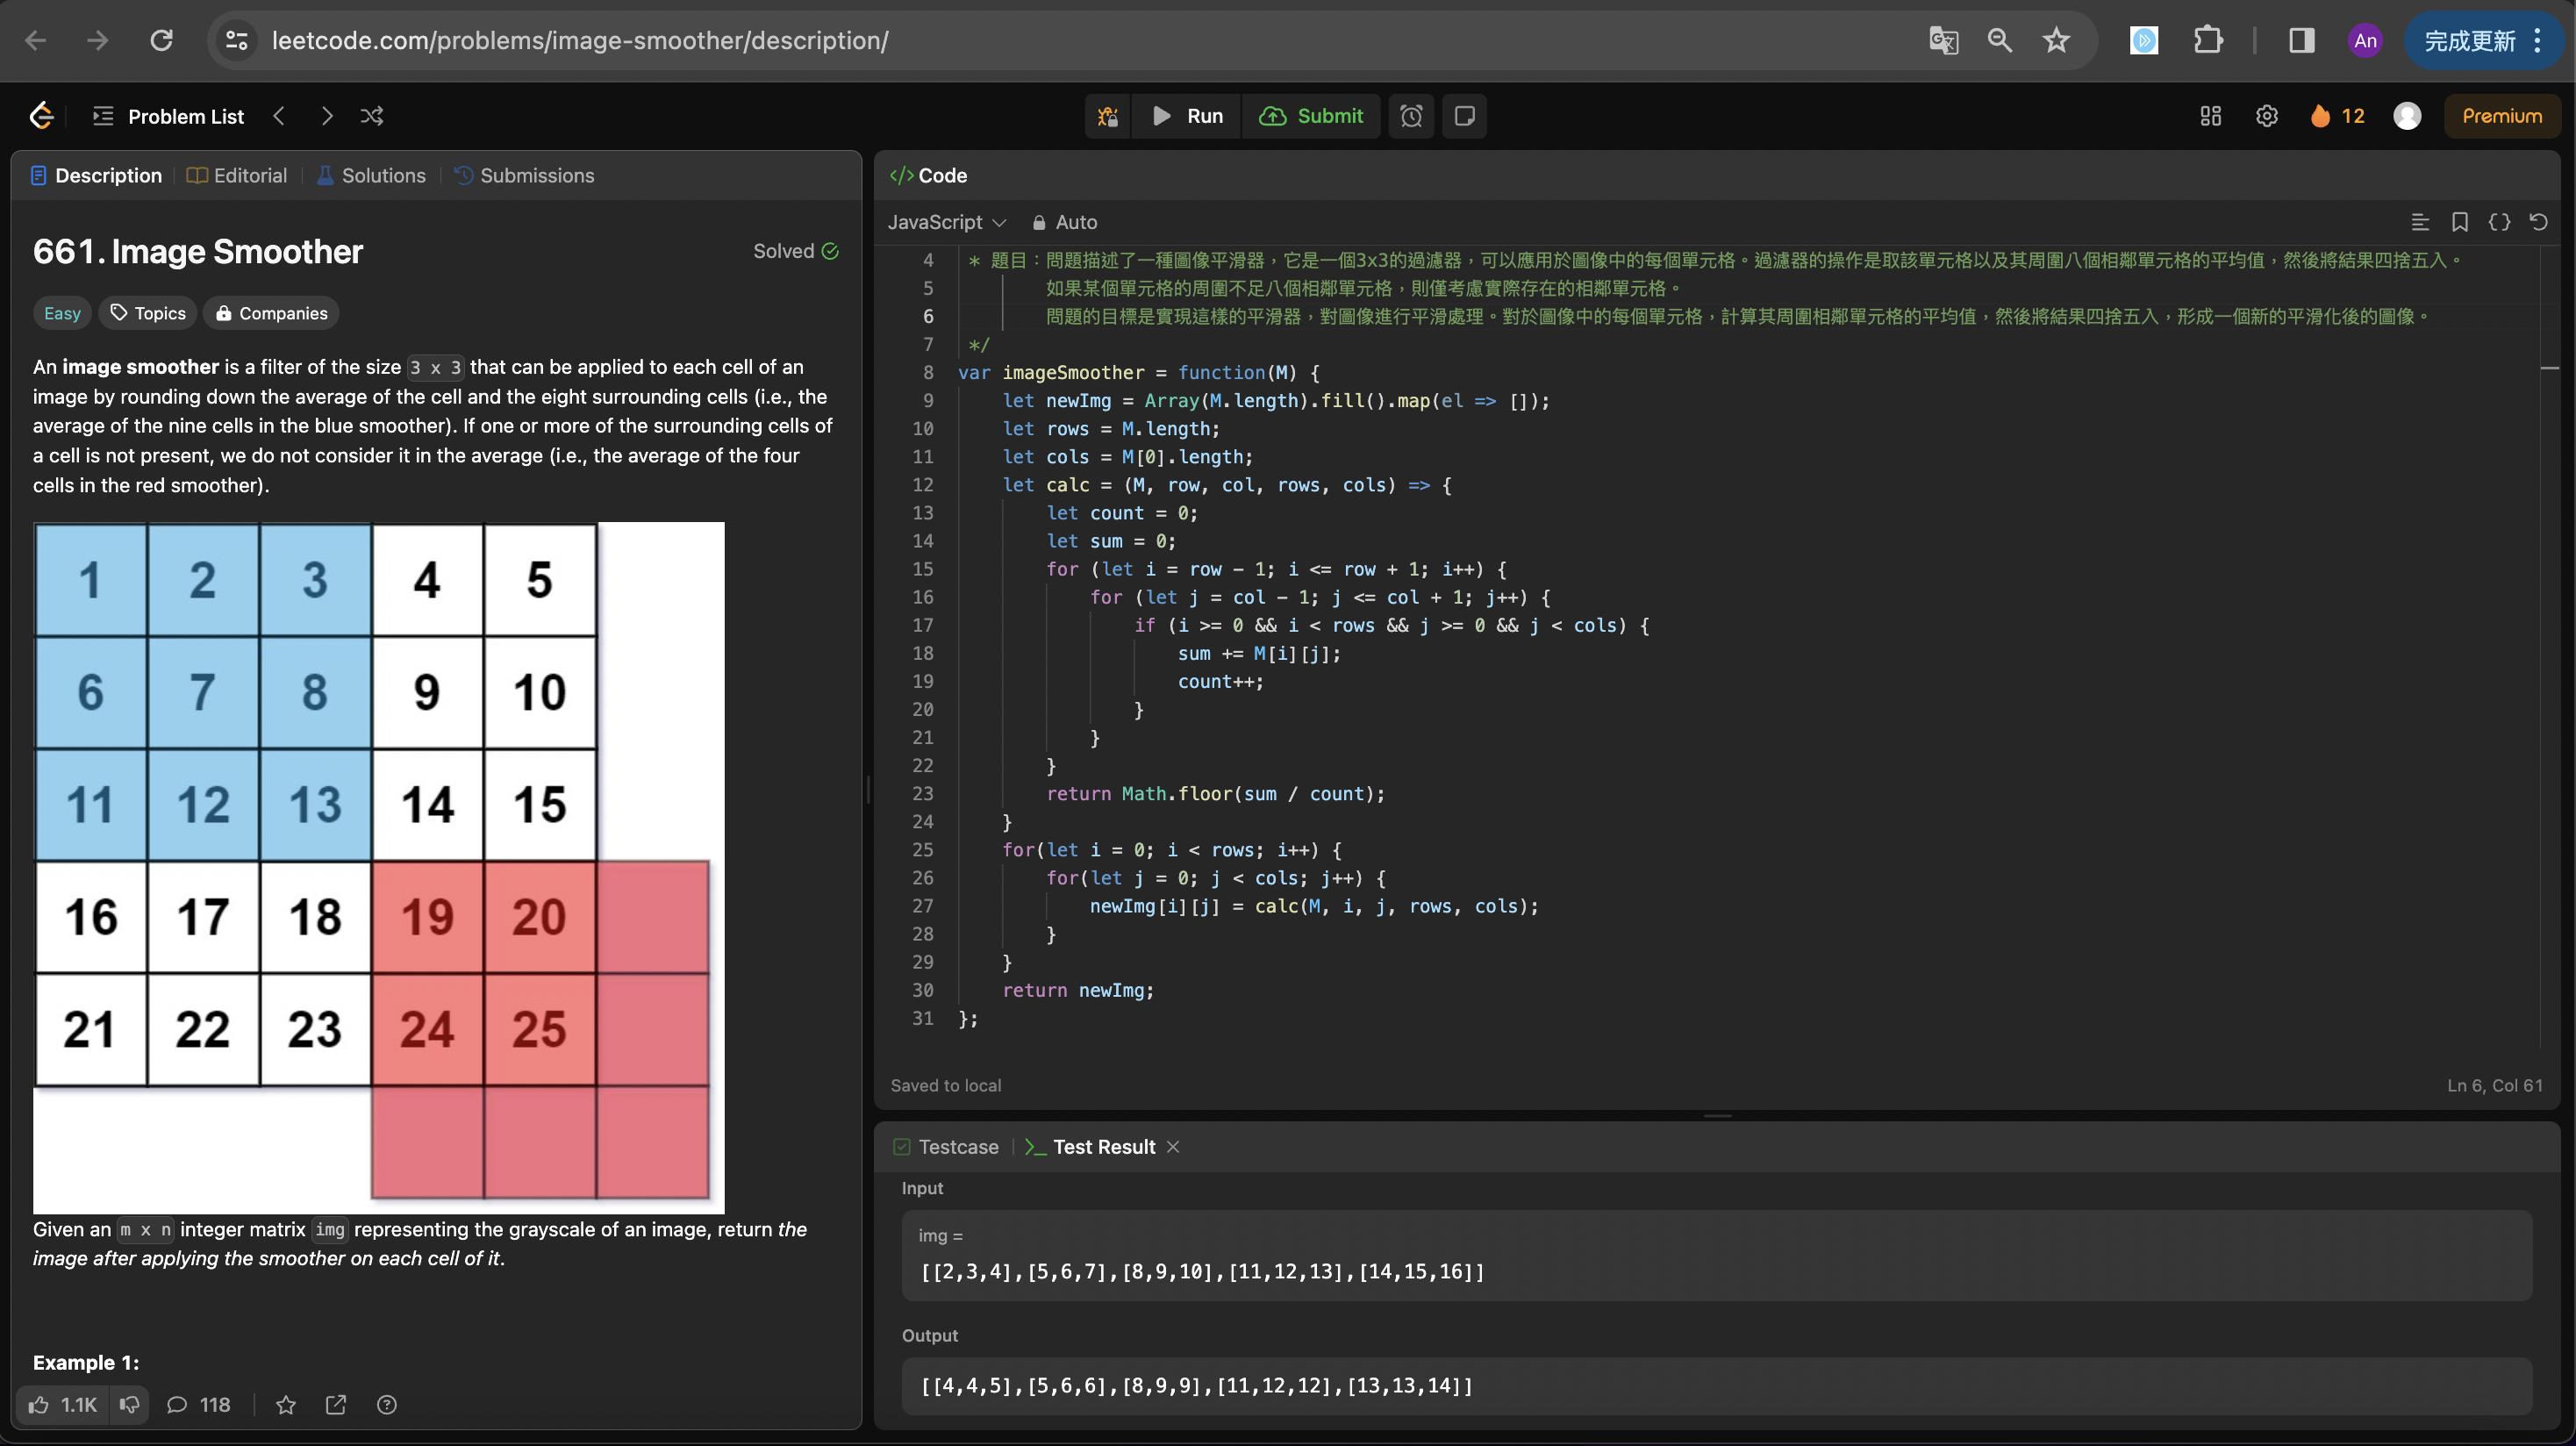 leetcode.com/problems/image-smoother/description/
An
完成更新
Problem List
Run
Submit
12
Premium
Description
Editorial
Solutions
Submissions
661. Image Smoother
Solved
Easy
Topics
Companies
An image smoother is a filter of the size 3 x 3 that can be applied to each cell of an
image by rounding down the average of the cell and the eight surrounding cells (i.e., the
average of the nine cells in the blue smoother). If one or more of the surrounding cells of
a cell is not present, we do not consider it in the average (i.e., the average of the four
cells in the red smoother).
1 2 3 4 5
6 7 8 9 10
11 12 13 14 15
16 17 18 19 20
21 22 23 24 25
Given an m x n integer matrix img representing the grayscale of an image, return the
image after applying the smoother on each cell of it.
Example 1:
1.1K
118
</> Code
JavaScript
Auto
4 * 題目：問題描述了一種圖像平滑器，它是一個3x3的過濾器，可以應用於圖像中的每個單元格。過濾器的操作是取該單元格以及其周圍八個相鄰單元格的平均值，然後將結果四捨五入。
5 如果某個單元格的周圍不足八個相鄰單元格，則僅考慮實際存在的相鄰單元格。
6 問題的目標是實現這樣的平滑器，對圖像進行平滑處理。對於圖像中的每個單元格，計算其周圍相鄰單元格的平均值，然後將結果四捨五入，形成一個新的平滑化後的圖像。
7 */
8 var imageSmoother = function(M) {
9 let newImg = Array(M.length).fill().map(el => []);
10 let rows = M.length;
11 let cols = M[0].length;
12 let calc = (M, row, col, rows, cols) => {
13 let count = 0;
14 let sum = 0;
15 for (let i = row - 1; i <= row + 1; i++) {
16 for (let j = col - 1; j <= col + 1; j++) {
17 if (i >= 0 && i < rows && j >= 0 && j < cols) {
18 sum += M[i][j];
19 count++;
20 }
21 }
22 }
23 return Math.floor(sum / count);
24 }
25 for(let i = 0; i < rows; i++) {
26 for(let j = 0; j < cols; j++) {
27 newImg[i][j] = calc(M, i, j, rows, cols);
28 }
29 }
30 return newImg;
31 };
Saved to local
Ln 6, Col 61
Testcase
Test Result
Input
img =
[[2,3,4],[5,6,7],[8,9,10],[11,12,13],[14,15,16]]
Output
[[4,4,5],[5,6,6],[8,9,9],[11,12,12],[13,13,14]]